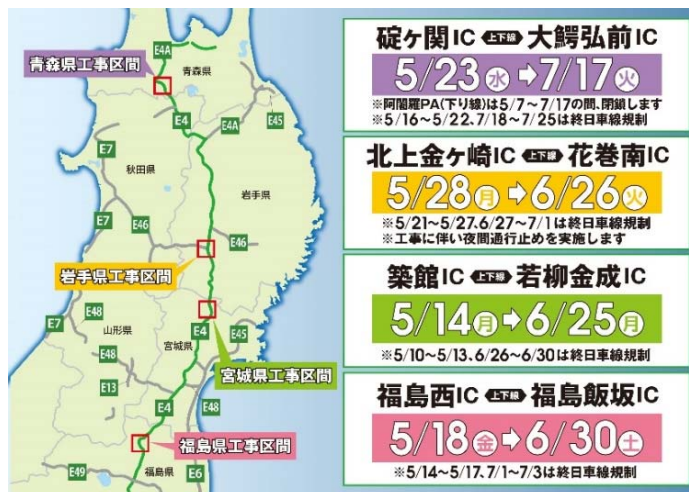 E4A
青森県
青森県工事区間
E4
E4A
E45
E7
秋田県
岩手県
E46
E7
E46
岩手県工事区間
E48
E7
山形県
E4
E45
宮城県
E48
宮城県工事区間
E13
E4
E48
福島県工事区間
E49
福島県
E6
碇ヶ関IC 上下線 大鰐弘前IC
5/23水➡7/17火
※阿闍羅PA(下り線)は5/7~7/17の間、閉鎖します
※5/16~5/22、7/18~7/25は終日車線規制
北上金ヶ崎IC 上下線 花巻南IC
5/28月➡6/26火
※5/21~5/27、6/27~7/1は終日車線規制
※工事に伴い夜間通行止めを実施します
築館IC 上下線 若柳金成IC
5/14月➡6/25月
※5/10~5/13、6/26~6/30は終日車線規制
福島西IC 上下線 福島飯坂IC
5/18金➡6/30土
※5/14~5/17、7/1~7/3は終日車線規制